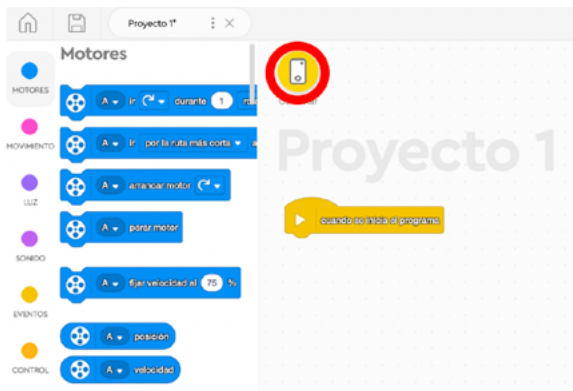 Proyecto 1*
Motores
MOTORES
A ir durante 1
A ir por la ruta más corta
MOVIMIENTO
A arrancar motor
LUZ
A parar motor
SONIDO
A fijar velocidad al 75 %
EVENTOS
A posición
CONTROL
A velocidad
Proyecto 1
cuando se inicia el programa